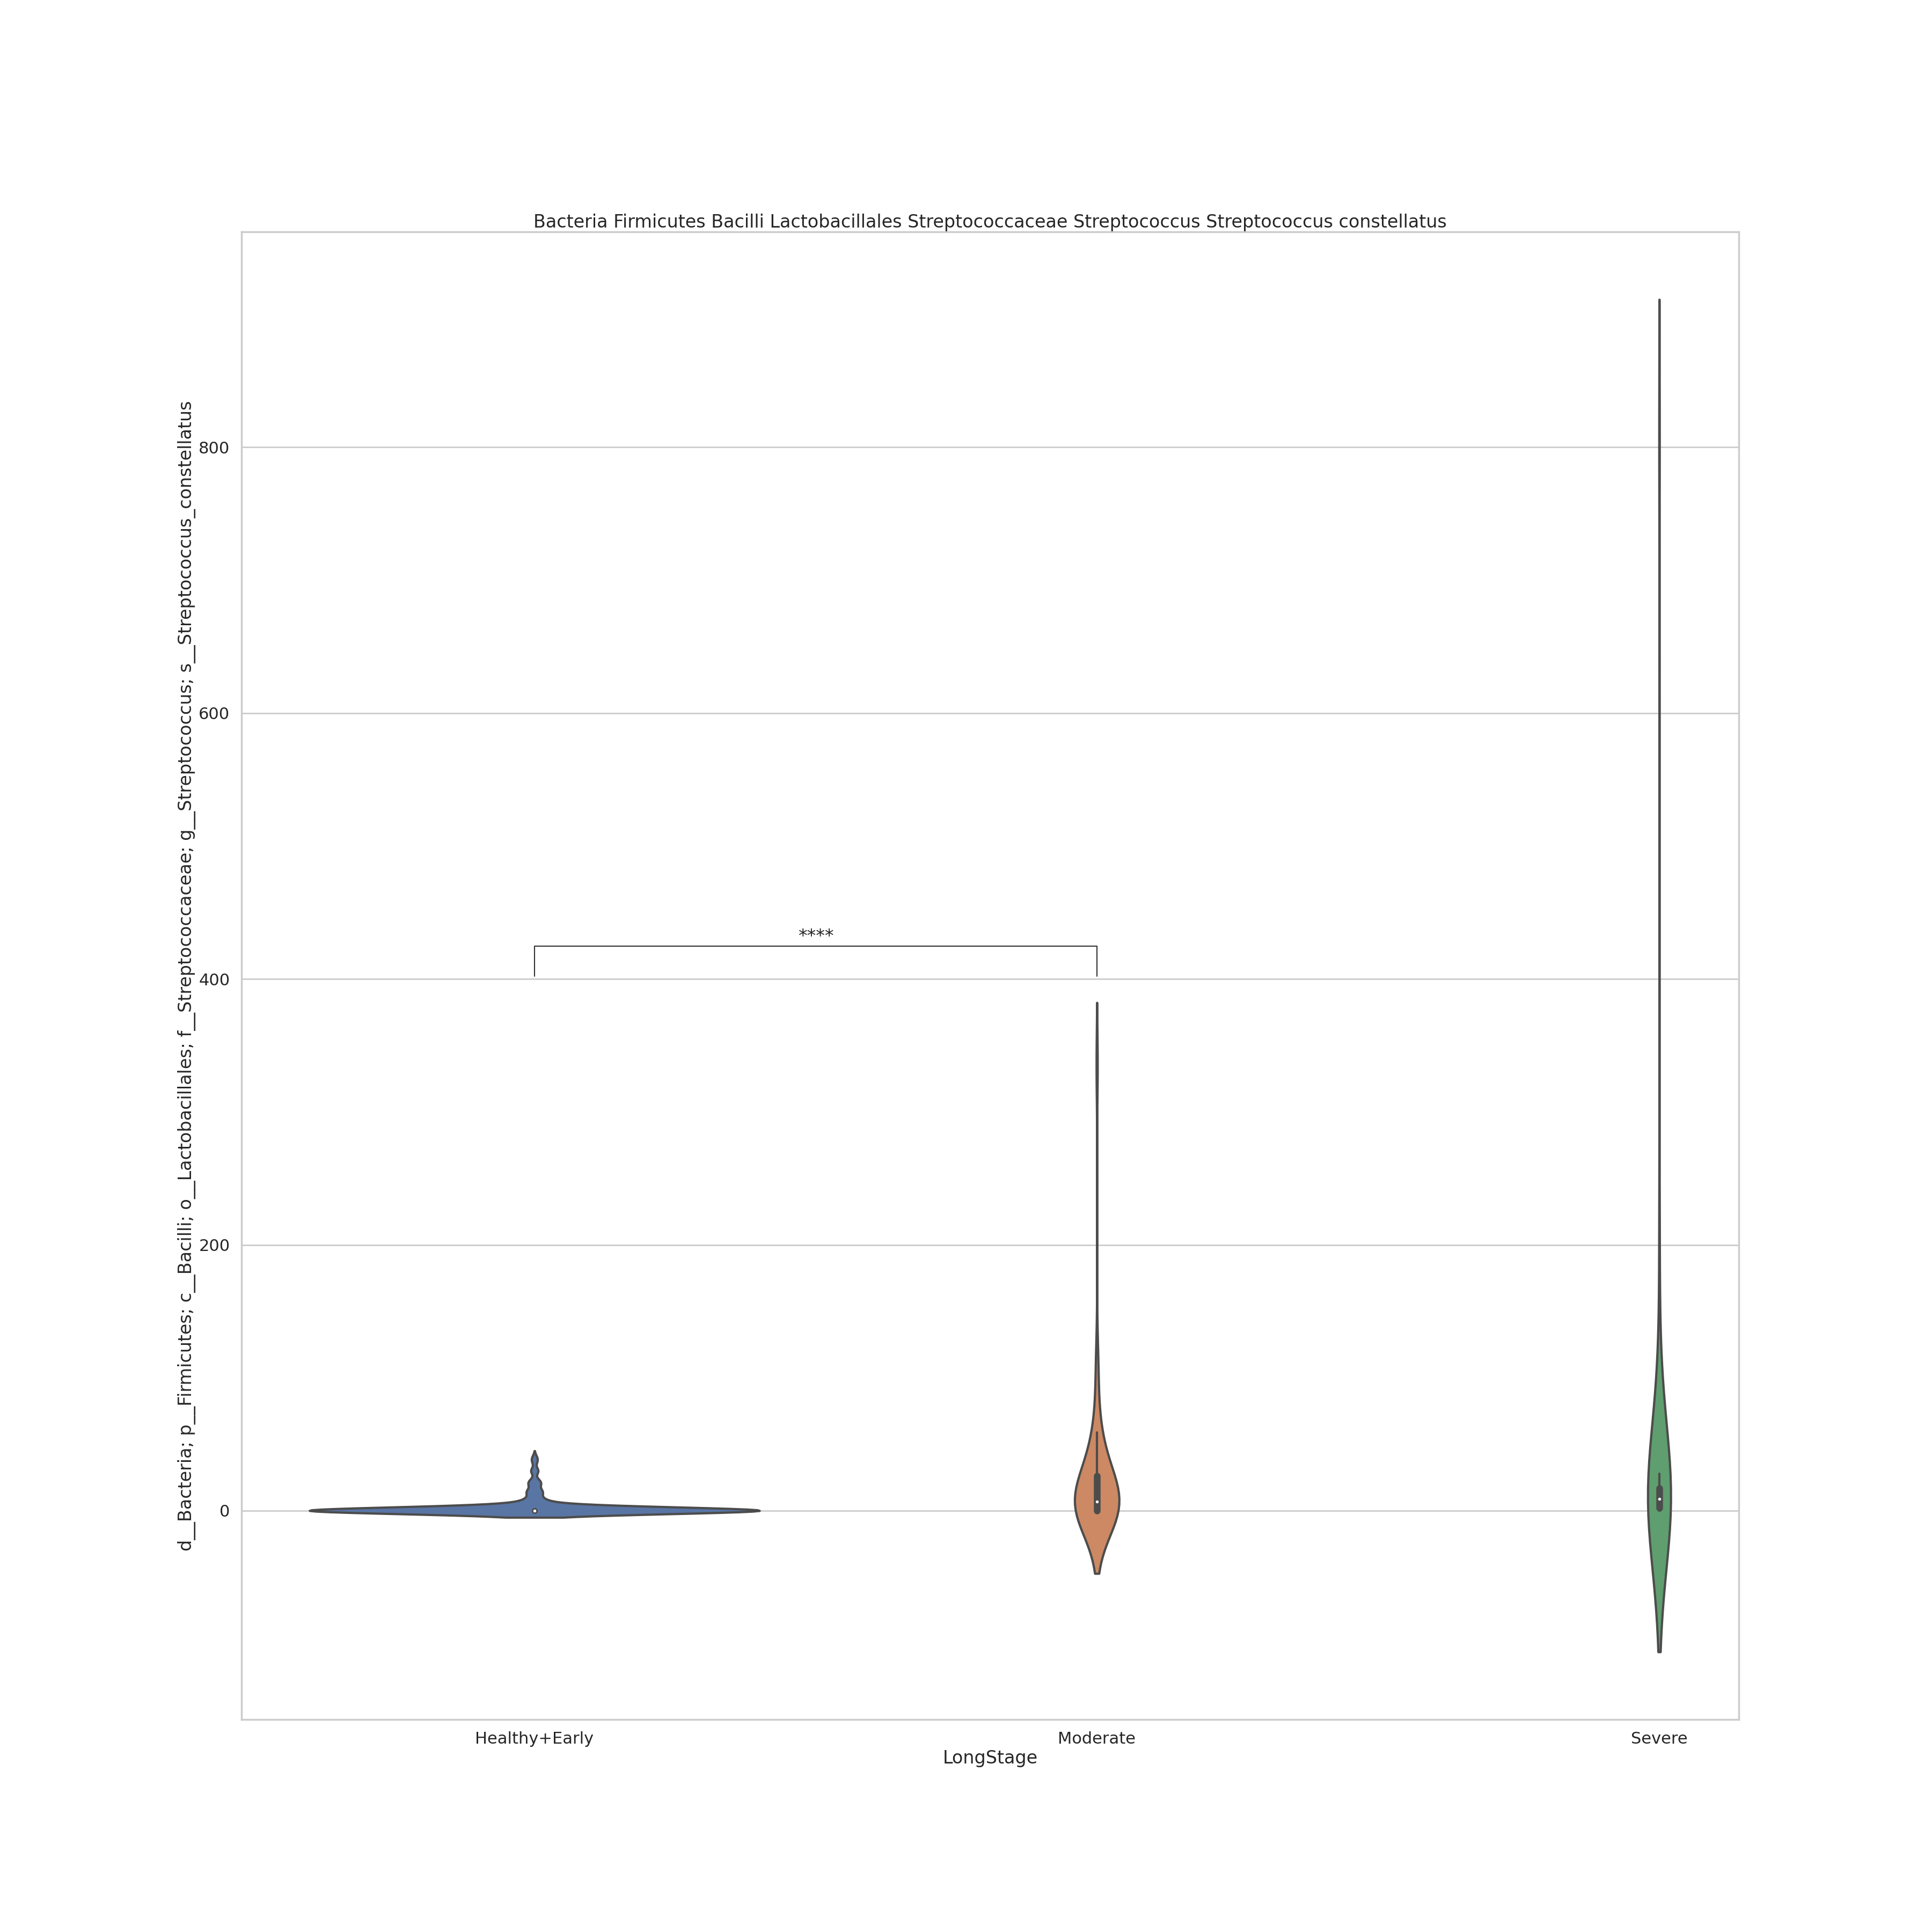 Bacteria Firmicutes Bacilli Lactobacillales Streptococcaceae Streptococcus Streptococcus constellatus
d__Bacteria; p__Firmicutes; c__Bacilli; o__Lactobacillales; f__Streptococcaceae; g__Streptococcus; s__Streptococcus_constellatus
800
600
400
200
0
****
Healthy+Early
Moderate
Severe
LongStage